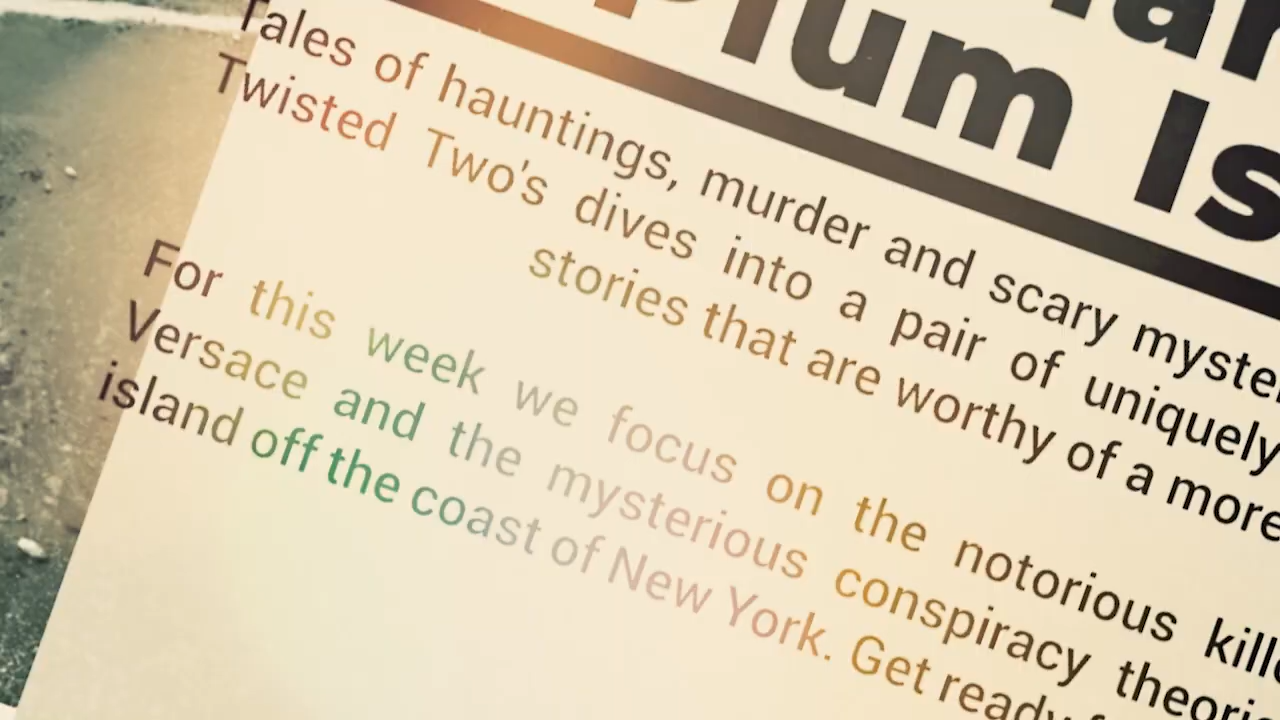 Plum Is
Tales of hauntings, murder and scary myste
Twisted Two's dives into a pair of uniquely
stories that are worthy of a more
For this week we focus on the notorious kille
Versace and the mysterious conspiracy theorie
island off the coast of New York. Get ready f